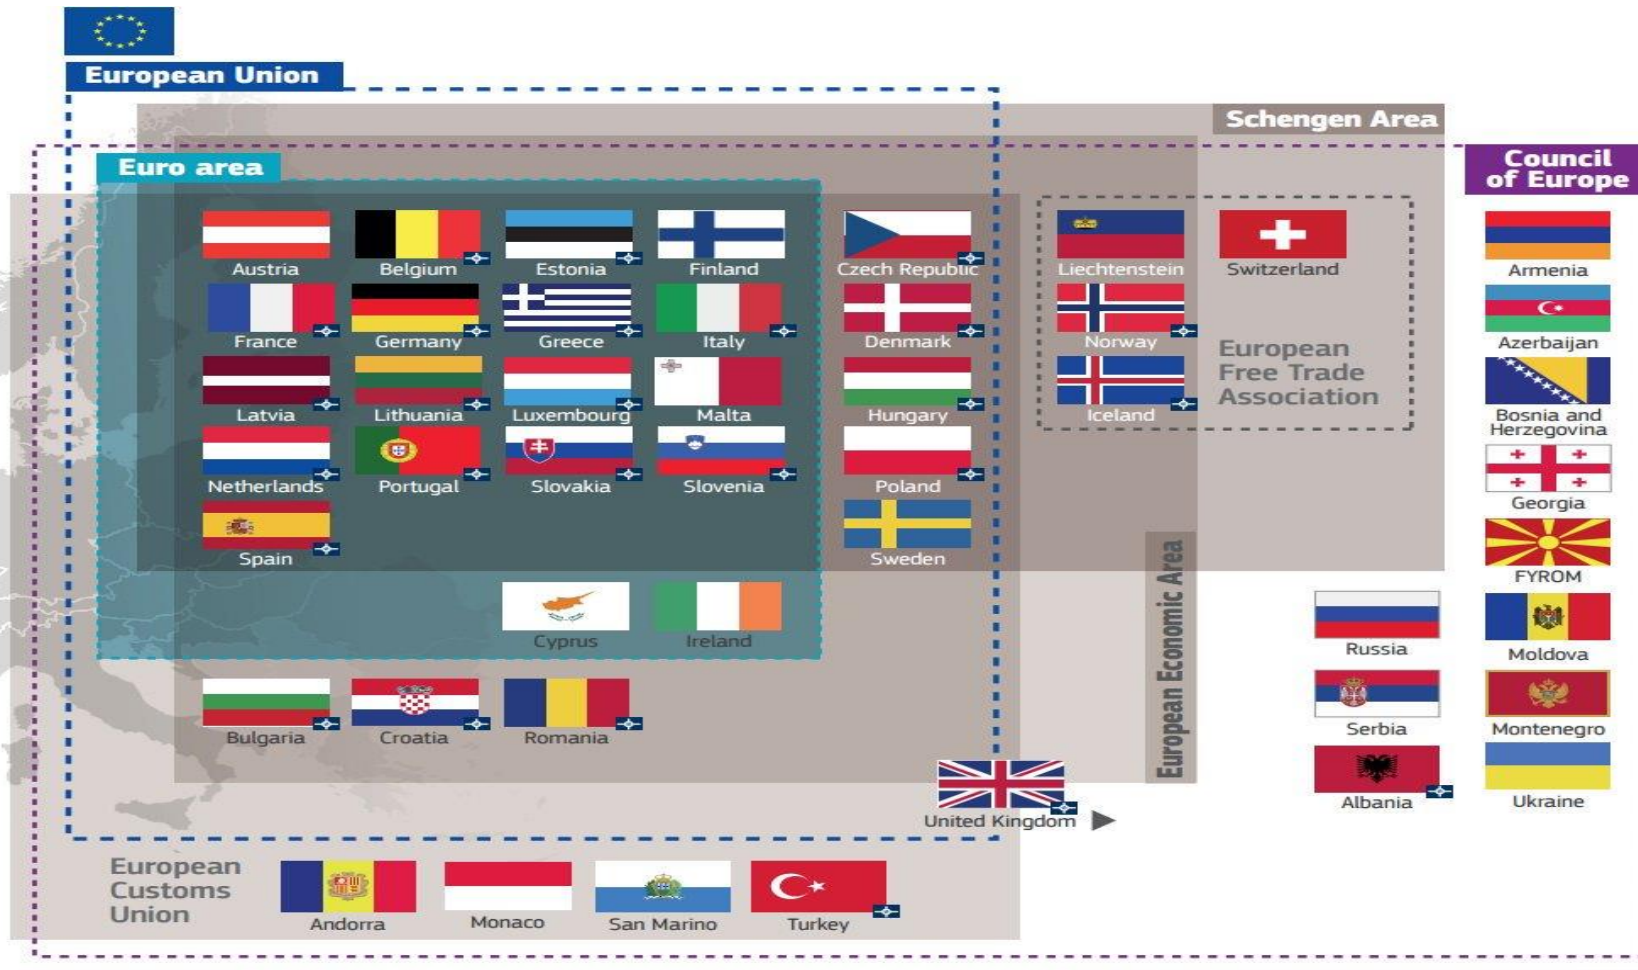 European Union
Schengen Area
Euro area
Council
of Europe
Austria
Belgium
Estonia
Finland
Czech Republic
Liechtenstein
Switzerland
Armenia
France
Germany
Greece
Italy
Denmark
Norway
European
Free Trade
Association
Azerbaijan
Latvia
Lithuania
Luxembourg
Malta
Hungary
Iceland
Bosnia and
Herzegovina
Netherlands
Portugal
Slovakia
Slovenia
Poland
Georgia
Spain
Sweden
European Economic Area
FYROM
Cyprus
Ireland
Russia
Moldova
Bulgaria
Croatia
Romania
Serbia
Montenegro
United Kingdom
Albania
Ukraine
European
Customs
Union
Andorra
Monaco
San Marino
Turkey